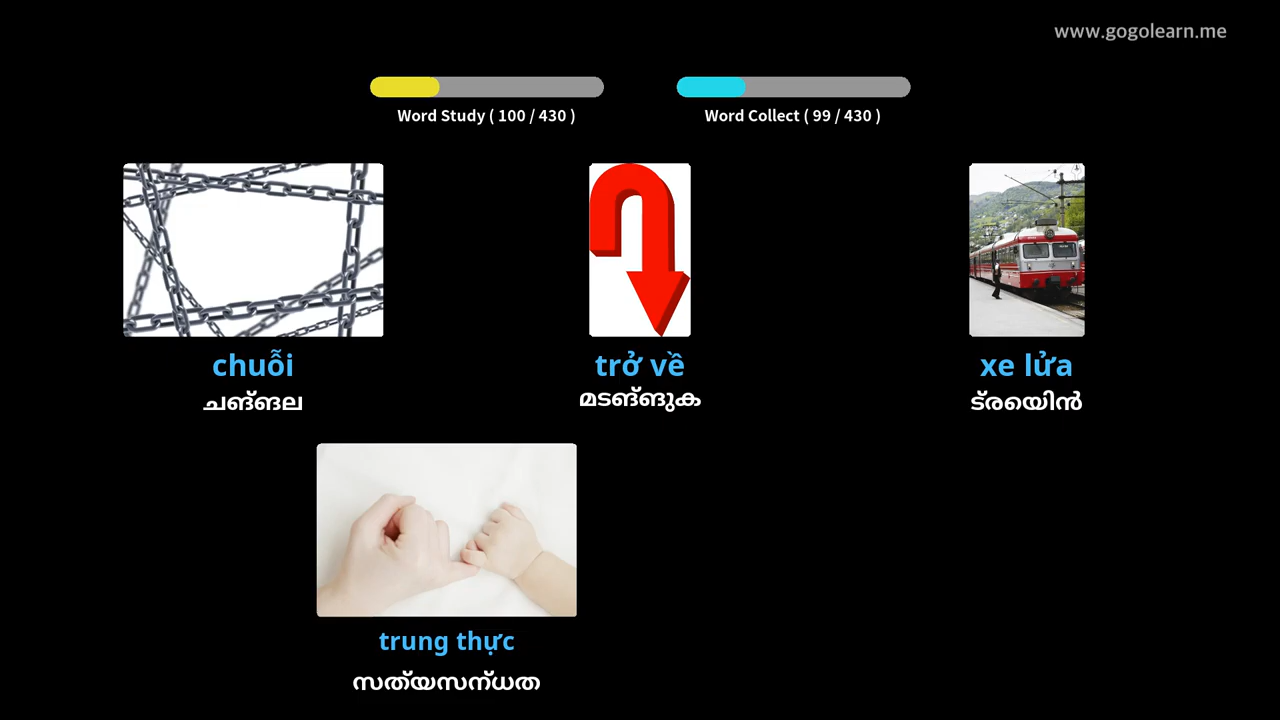 www.gogolearn.me
Word Study ( 100 / 430 )
Word Collect ( 99 / 430 )
chuỗi
trở về
xe lửa
ചങ്ങല
മടങ്ങുക
ട്രെയിൻ
trung thực
സത്യസന്ധത